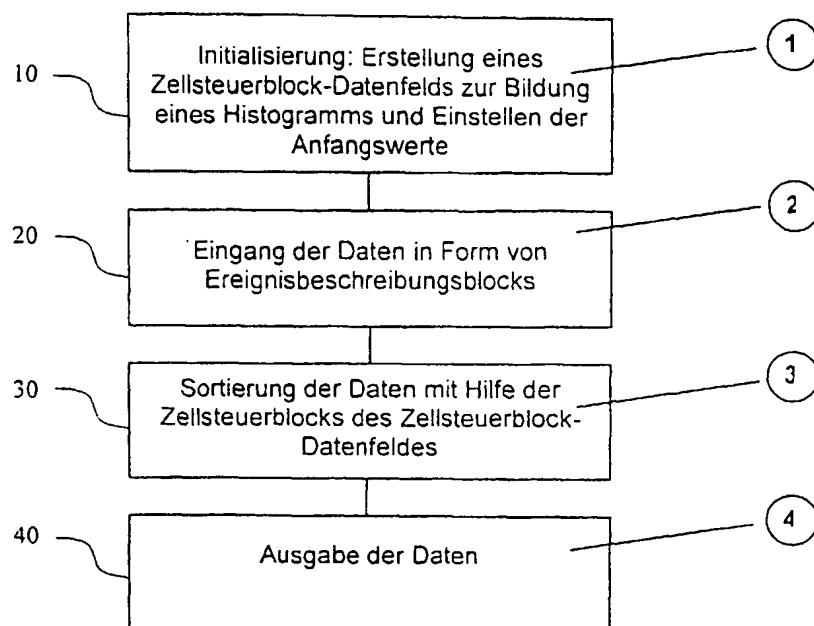 1
10
Initialisierung: Erstellung eines
Zellsteuerblock-Datenfelds zur Bildung
eines Histogramms und Einstellen der
Anfangswerte
2
20
Eingang der Daten in Form von
Ereignisbeschreibungsblocks
3
30
Sortierung der Daten mit Hilfe der
Zellsteuerblocks des Zellsteuerblock-
Datenfeldes
4
40
Ausgabe der Daten